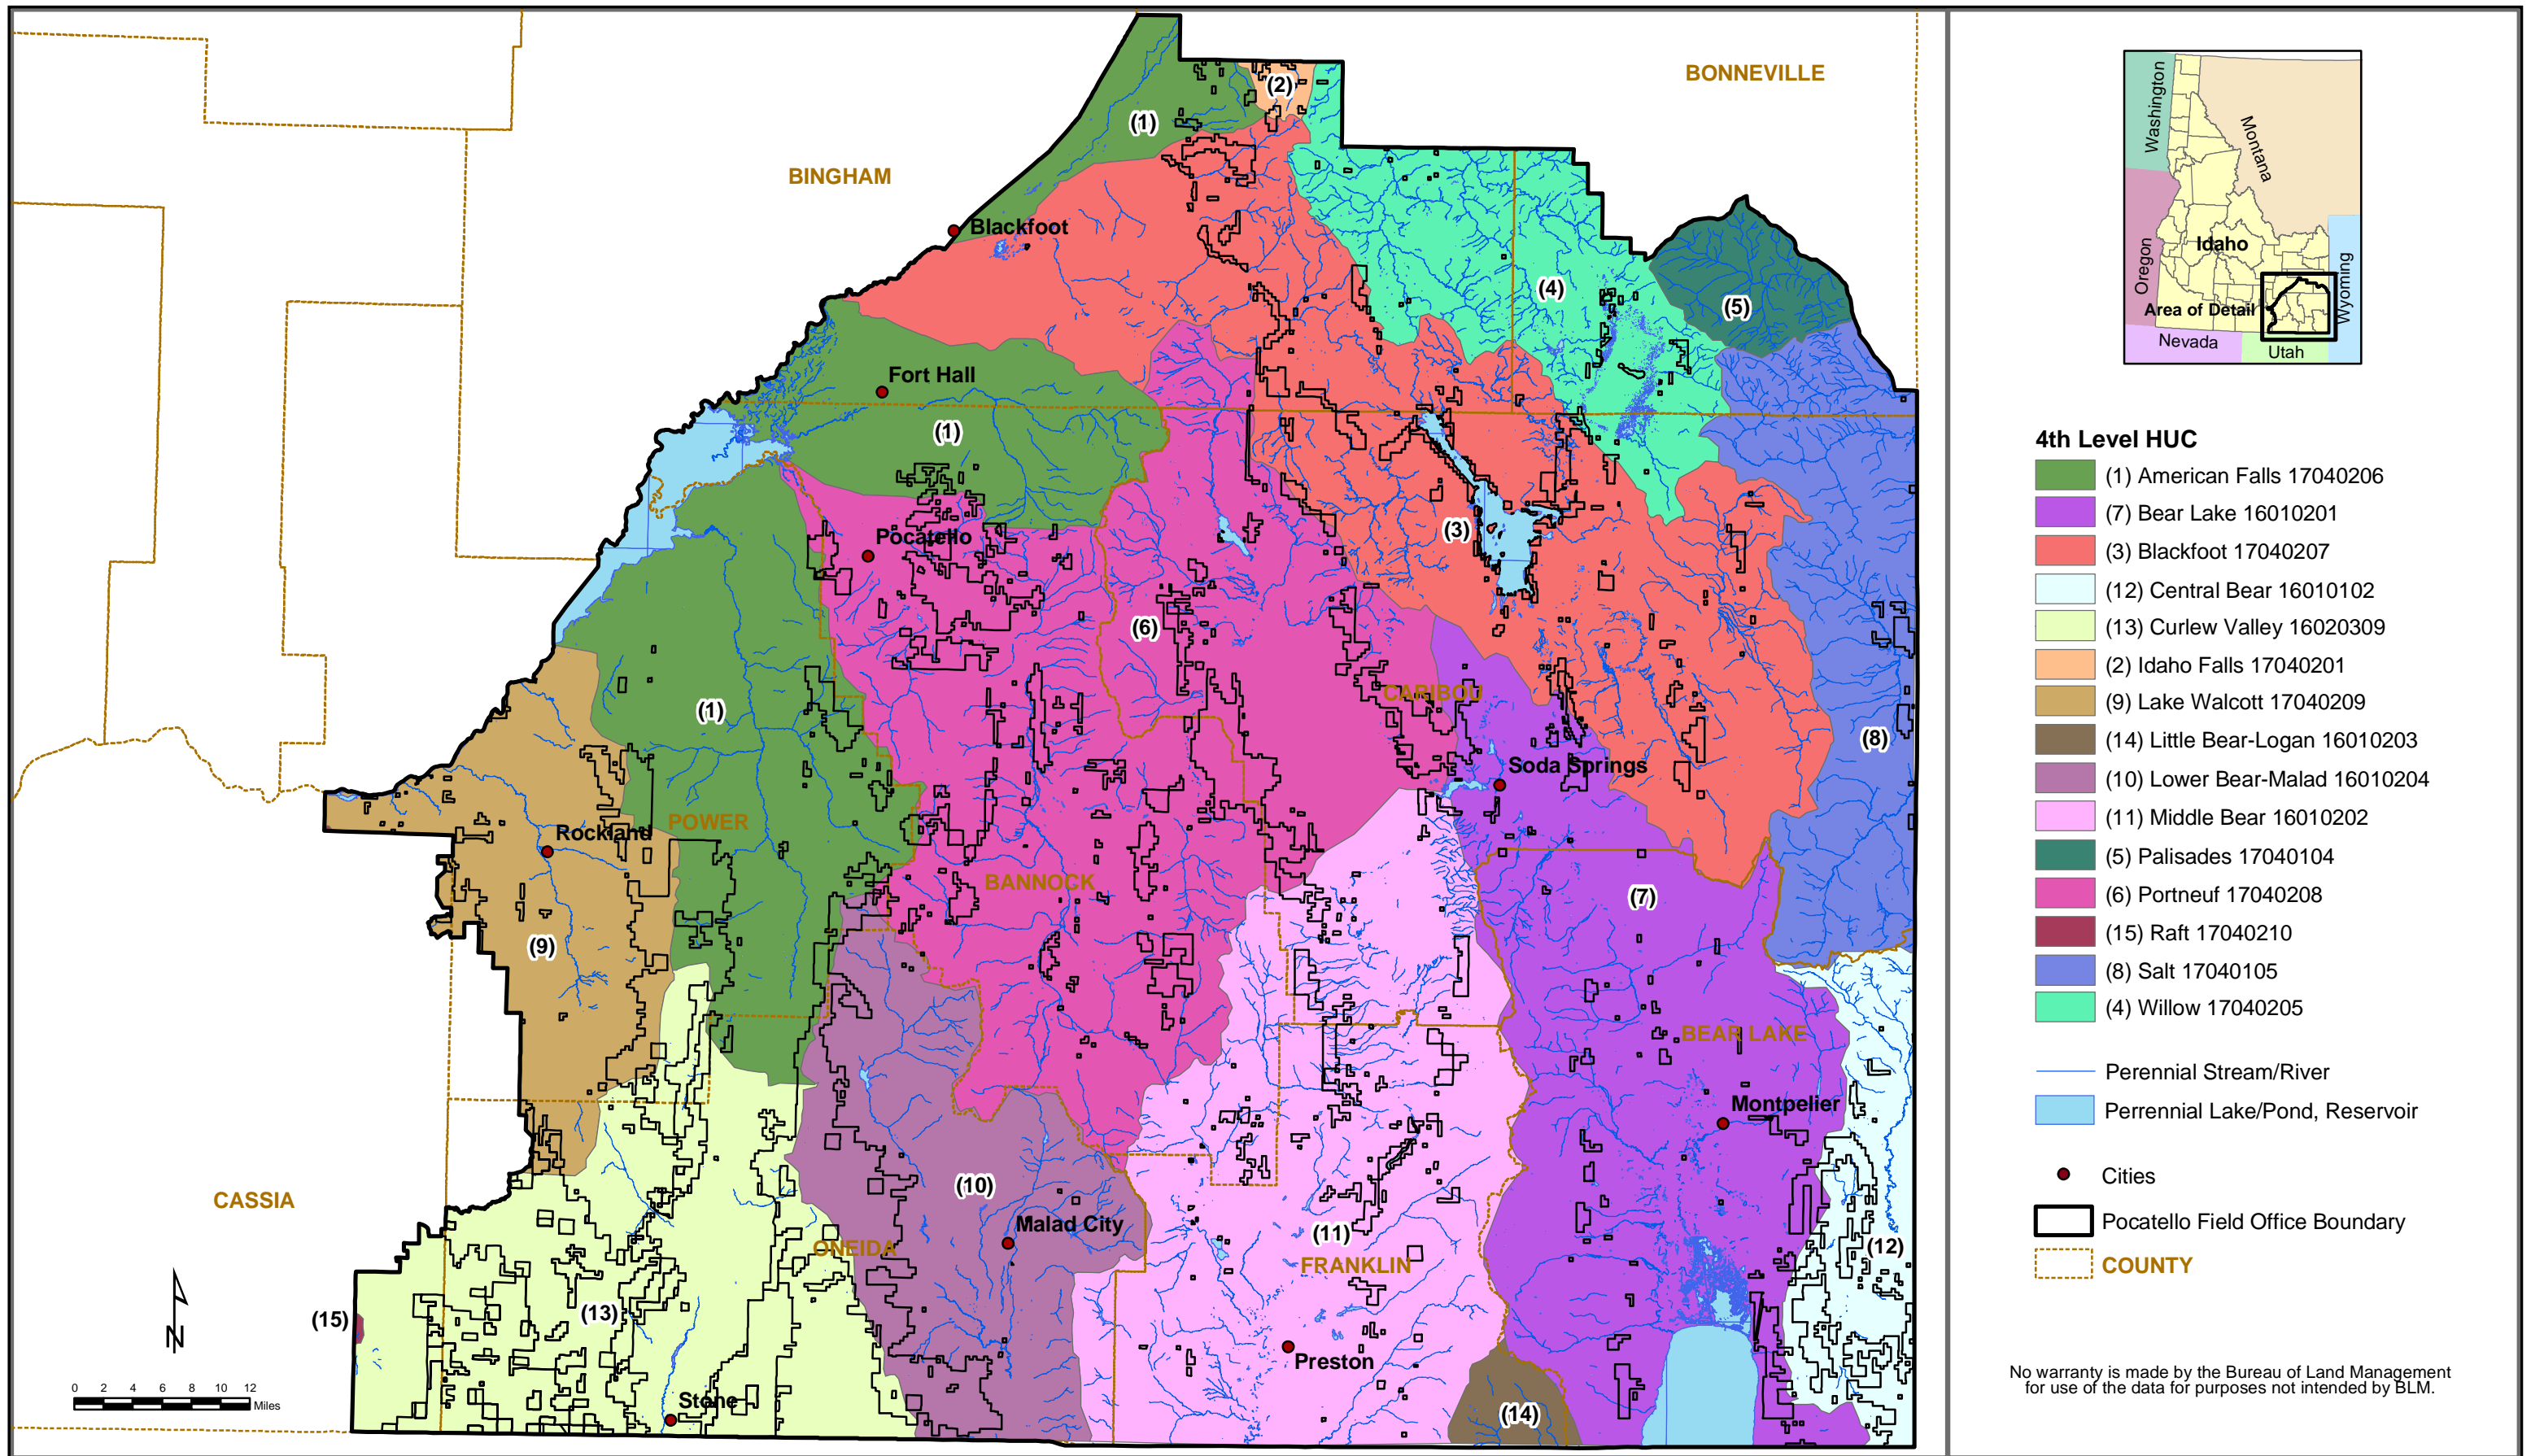 BONNEVILLE
(2)
(1)
BINGHAM
Blackfoot
(4)
(5)
Fort Hall
(1)
(3)
Pocatello
(6)
CARIBOU
(1)
(8)
Soda Springs
POWER
Rockland
BANNOCK
(7)
(9)
BEAR LAKE
Montpelier
CASSIA
(10)
Malad City
(11)
ONEIDA
(12)
FRANKLIN
(15)
(13)
N
Preston
0 2 4 6 8 10 12
Miles
Stone
(14)
Washington
Montana
Oregon
Idaho
Wyoming
Area of Detail
Nevada
Utah
4th Level HUC
(1) American Falls 17040206
(7) Bear Lake 16010201
(3) Blackfoot 17040207
(12) Central Bear 16010102
(13) Curlew Valley 16020309
(2) Idaho Falls 17040201
(9) Lake Walcott 17040209
(14) Little Bear-Logan 16010203
(10) Lower Bear-Malad 16010204
(11) Middle Bear 16010202
(5) Palisades 17040104
(6) Portneuf 17040208
(15) Raft 17040210
(8) Salt 17040105
(4) Willow 17040205
Perennial Stream/River
Perrennial Lake/Pond, Reservoir
Cities
Pocatello Field Office Boundary
COUNTY
No warranty is made by the Bureau of Land Management
for use of the data for purposes not intended by BLM.